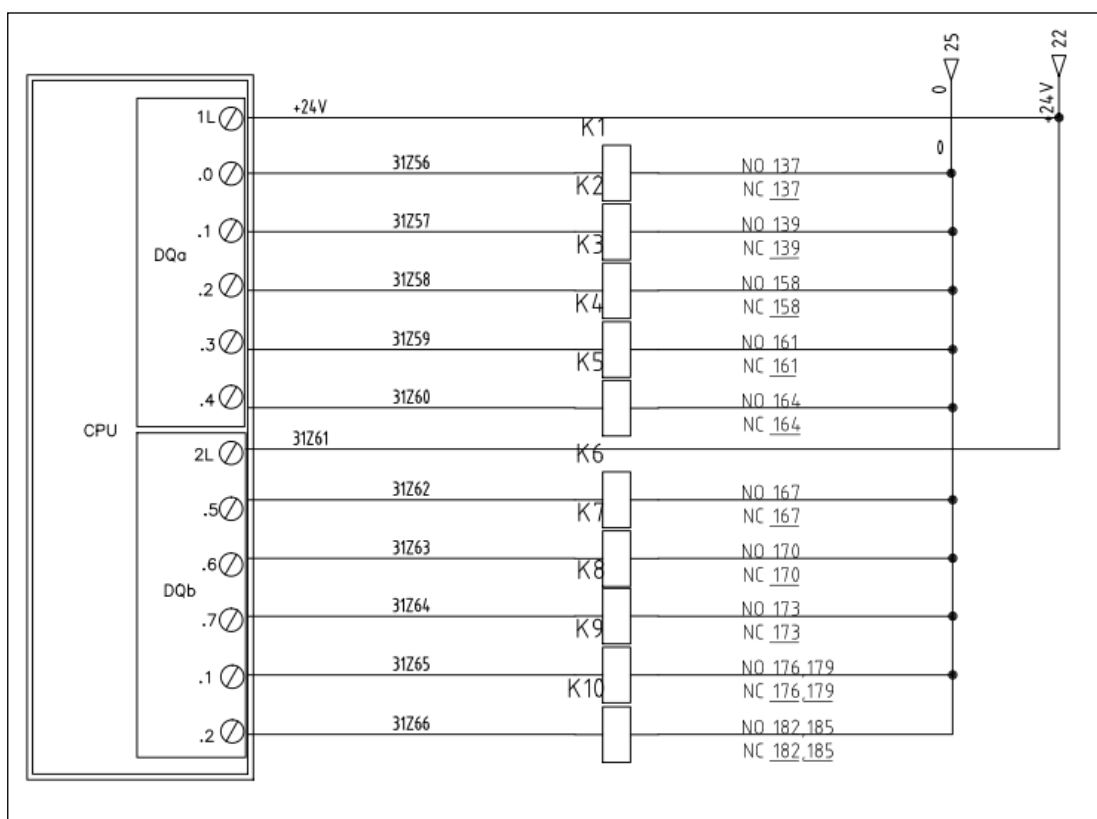 25
22
0
+24V
1L
+24V
K1
0
.0
31Z56
NO 137
K2
NC 137
.1
31Z57
NO 139
DQa
K3
NC 139
.2
31Z58
NO 158
K4
NC 158
.3
31Z59
NO 161
K5
NC 161
.4
31Z60
NO 164
NC 164
CPU
2L
31Z61
K6
.5
31Z62
NO 167
K7
NC 167
.6
31Z63
NO 170
DQb
K8
NC 170
.7
31Z64
NO 173
K9
NC 173
.1
31Z65
NO 176,179
K10
NC 176,179
.2
31Z66
NO 182,185
NC 182,185